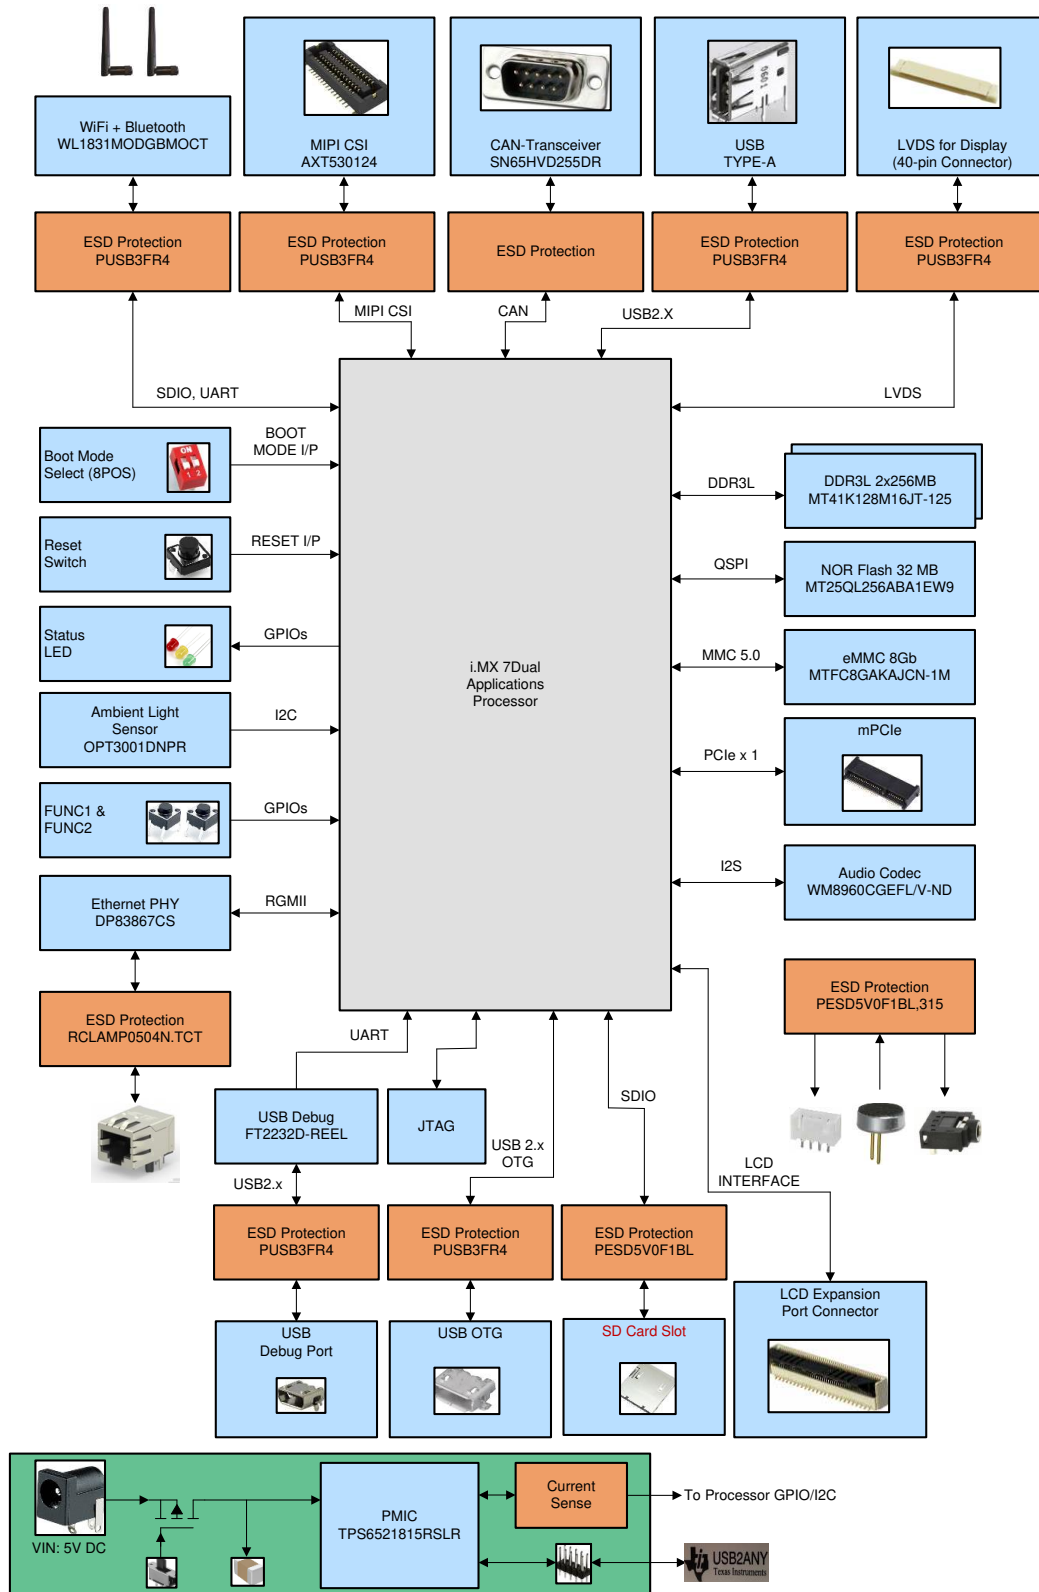 WiFi + Bluetooth
WL1831MODGBMOCT
MIPI CSI
AXT530124
CAN-Transceiver
SN65HVD255DR
USB
TYPE-A
LVDS for Display
(40-pin Connector)
ESD Protection
PUSB3FR4
ESD Protection
PUSB3FR4
ESD Protection
ESD Protection
PUSB3FR4
ESD Protection
PUSB3FR4
MIPI CSI
CAN
USB2.X
SDIO, UART
LVDS
Boot Mode
Select (8POS)
ON
1 2
BOOT
MODE I/P
DDR3L
DDR3L 2x256MB
MT41K128M16JT-125
Reset
Switch
RESET I/P
QSPI
NOR Flash 32 MB
MT25QL256ABA1EW9
Status
LED
GPIOs
i.MX 7Dual
Applications
Processor
MMC 5.0
eMMC 8Gb
MTFC8GAKAJCN-1M
Ambient Light
Sensor
OPT3001DNPR
I2C
PCIe x 1
mPCIe
FUNC1 &
FUNC2
GPIOs
I2S
Audio Codec
WM8960CGEFL/V-ND
Ethernet PHY
DP83867CS
RGMII
ESD Protection
RCLAMP0504N.TCT
ESD Protection
PESD5V0F1BL,315
UART
USB Debug
FT2232D-REEL
JTAG
SDIO
USB 2.x
OTG
LCD
INTERFACE
USB2.x
ESD Protection
PUSB3FR4
ESD Protection
PUSB3FR4
ESD Protection
PESD5V0F1BL
USB
Debug Port
USB OTG
SD Card Slot
LCD Expansion
Port Connector
VIN: 5V DC
PMIC
TPS6521815RSLR
Current
Sense
To Processor GPIO/I2C
USB2ANY
Texas Instruments